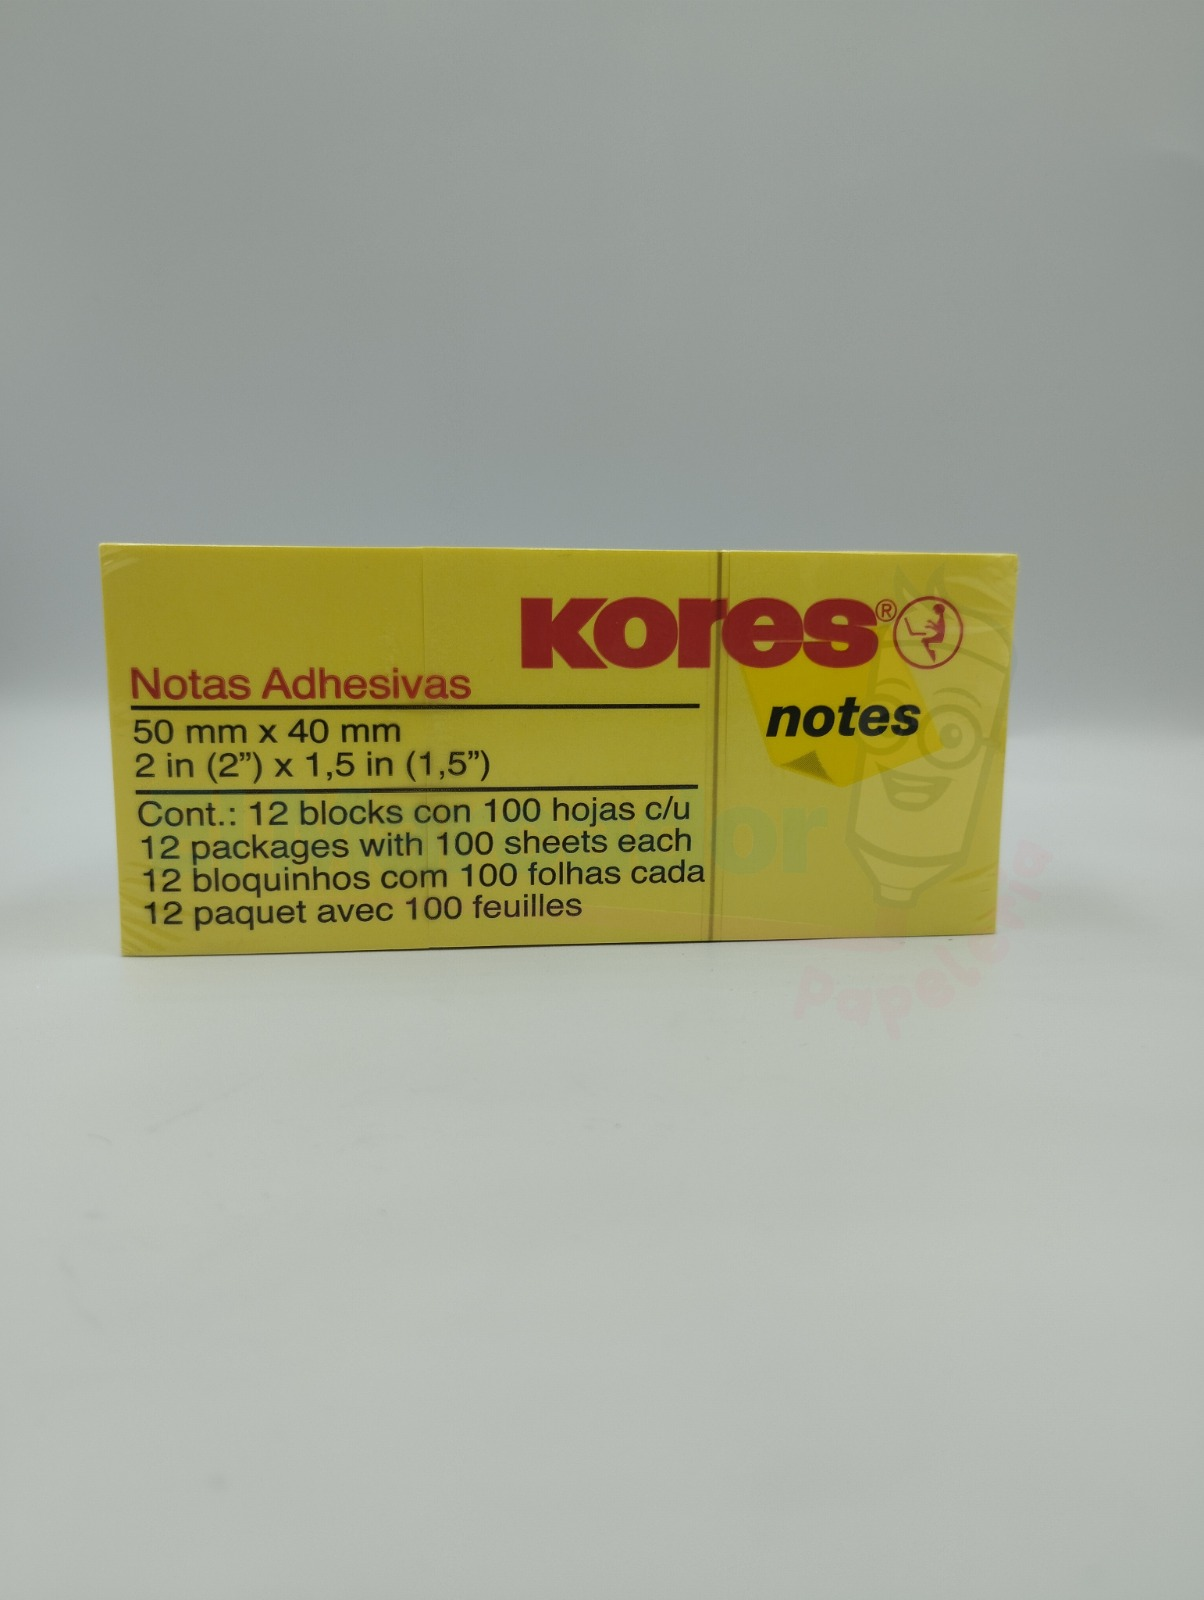 Kores®
notes
Notas Adhesivas
50 mm x 40 mm
2 in (2”) x 1,5 in (1,5”)
Cont.: 12 blocks con 100 hojas c/u
12 packages with 100 sheets each
12 bloquinhos com 100 folhas cada
12 paquet avec 100 feuilles
Papelería